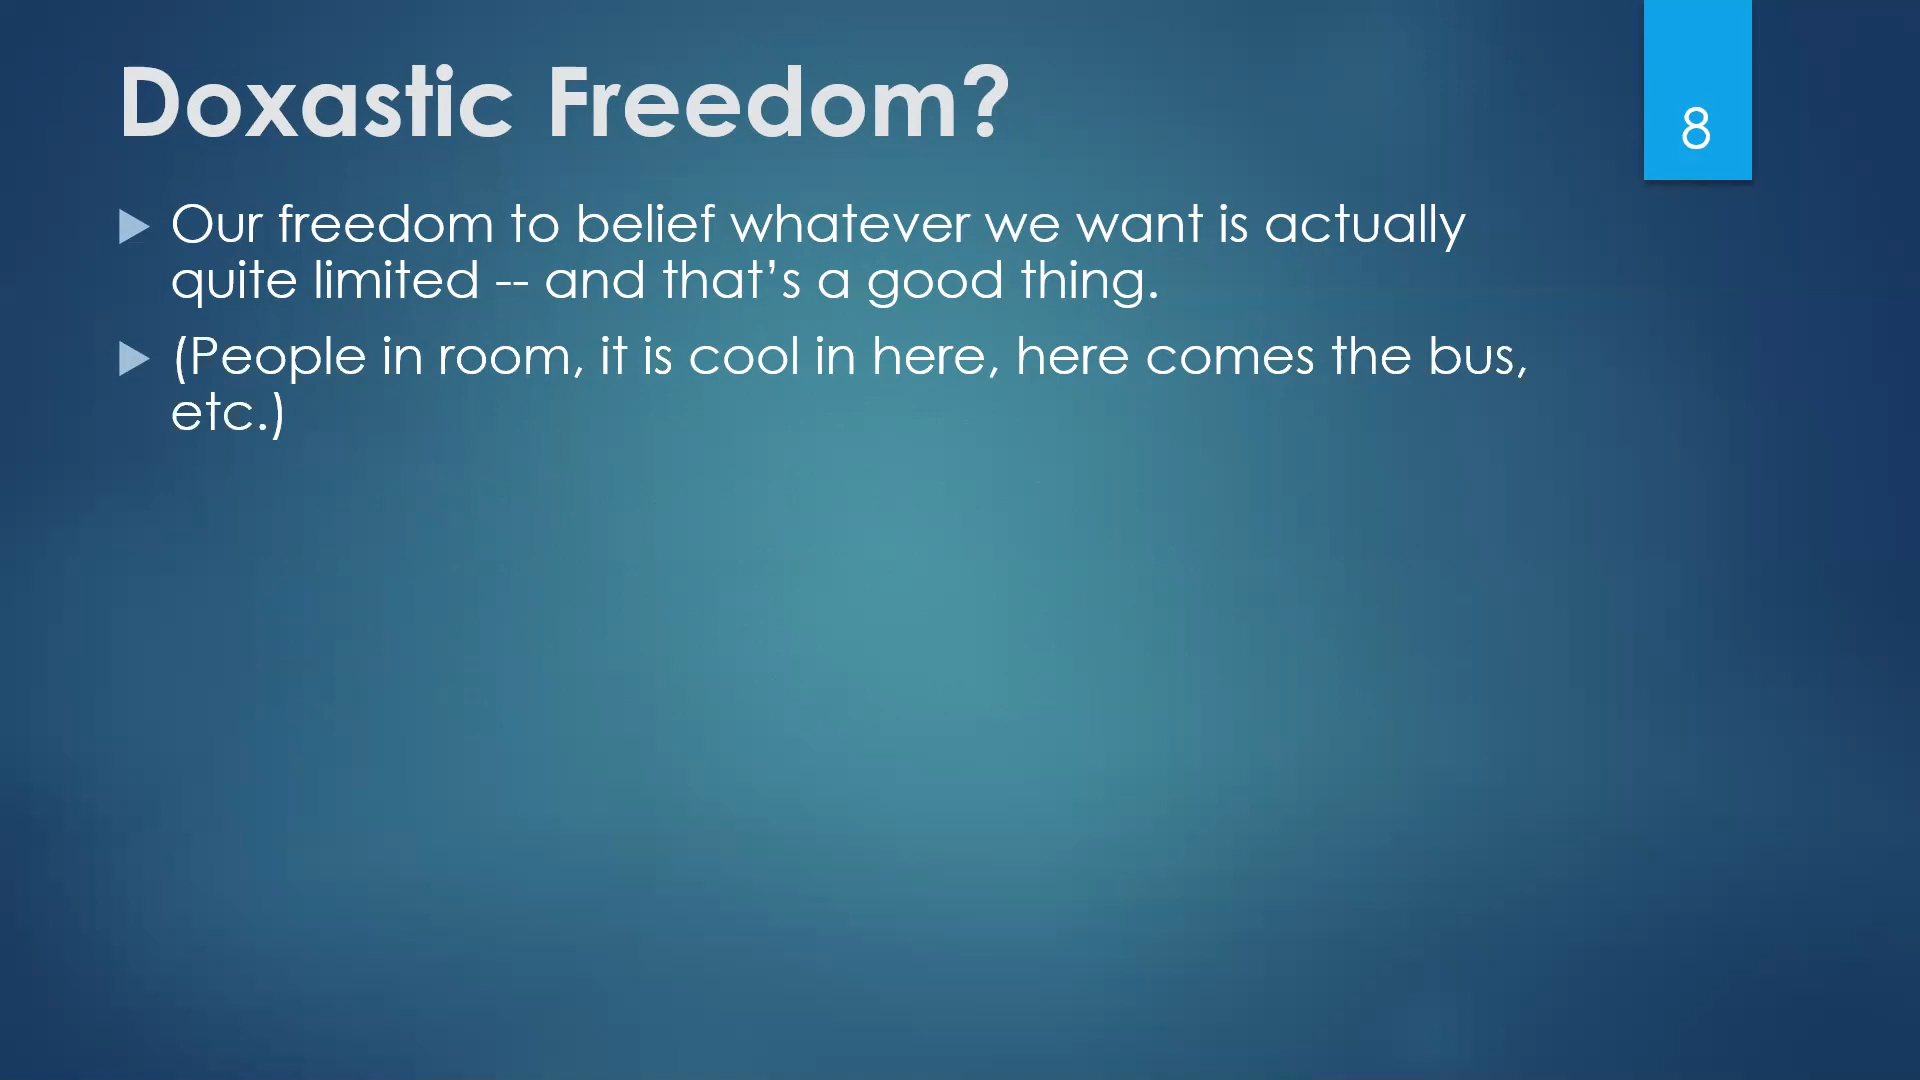 Doxastic Freedom?
8
Our freedom to belief whatever we want is actually
quite limited -- and that’s a good thing.
(People in room, it is cool in here, here comes the bus,
etc.)